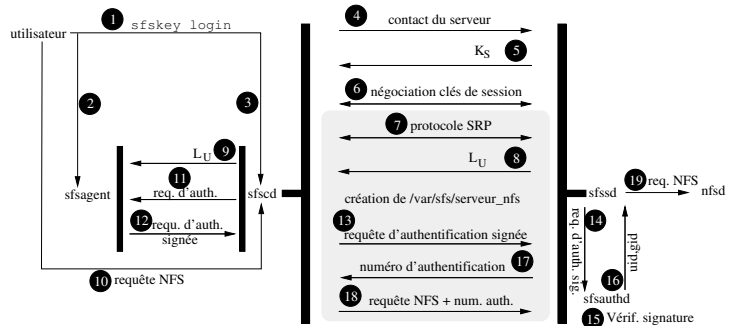 1
sfskey login
utilisateur
2
3
4
contact du serveur
K_S
5
6 négociation clés de session
7 protocole SRP
L_U
8
L_U
9
11
req. d'auth.
sfsagent
sfscd
12 requ. d'auth.
signée
10 requête NFS
création de /var/sfs/serveur_nfs
13
requête d'authentification signée
numéro d'authentification
17
18
requête NFS + num. auth.
sfssd
19 req. NFS
nfsd
14
req. d'auth. sig.
pig,uid
16
sfsauthd
15 Vérif. signature